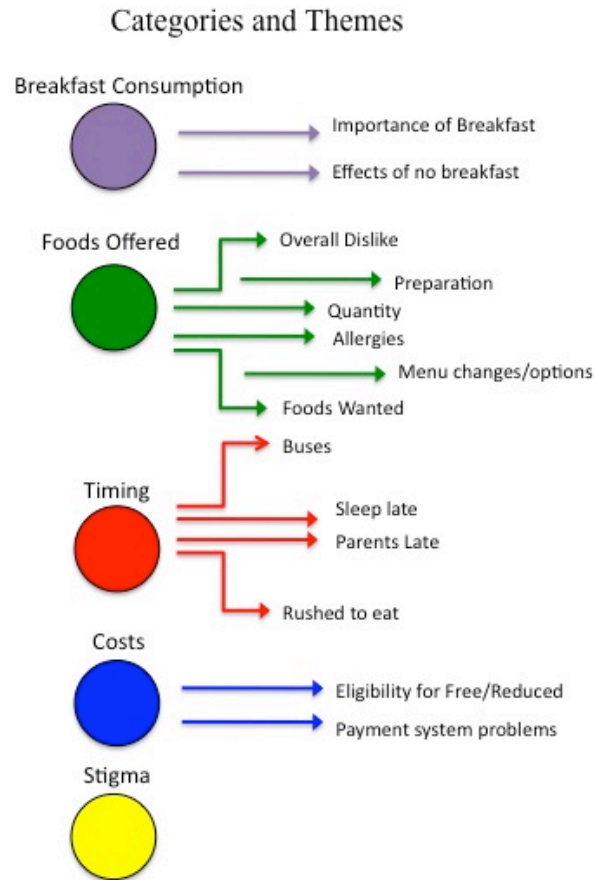 Categories and Themes
Breakfast Consumption
Importance of Breakfast
Effects of no breakfast
Foods Offered
Overall Dislike
Preparation
Quantity
Allergies
Menu changes/options
Foods Wanted
Buses
Timing
Sleep late
Parents Late
Rushed to eat
Costs
Eligibility for Free/Reduced
Payment system problems
Stigma